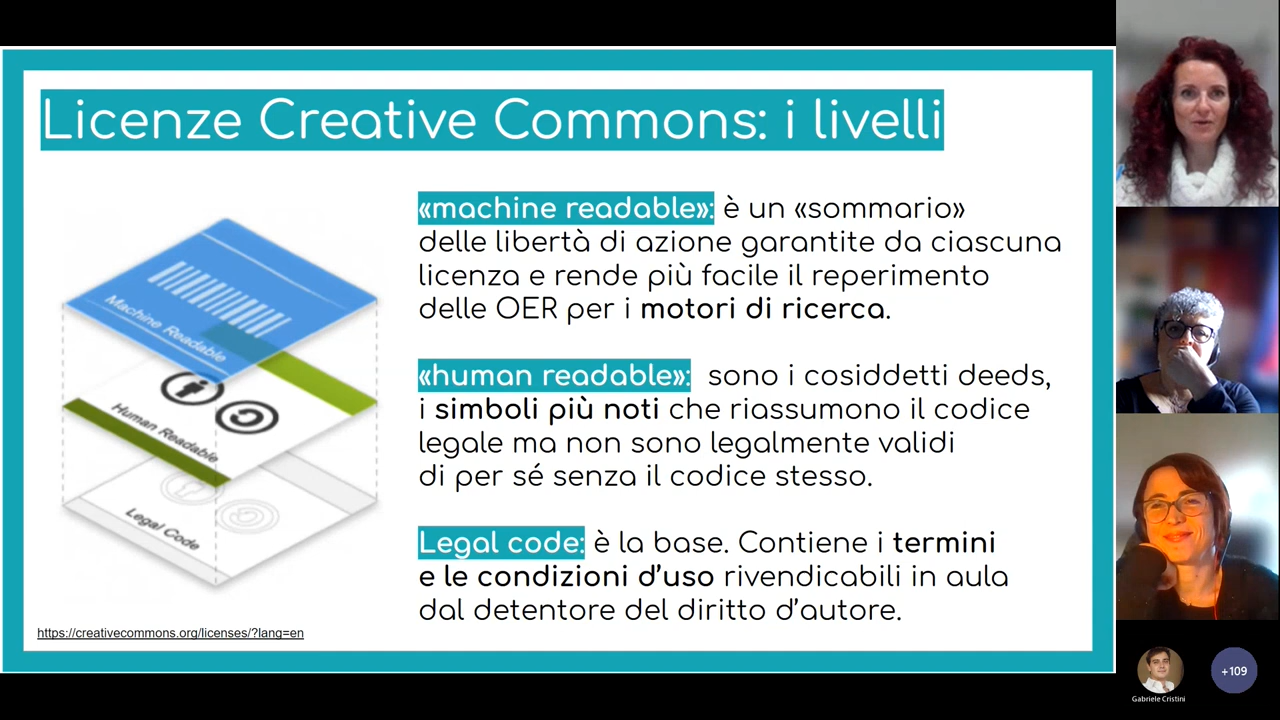 Licenze Creative Commons: i livelli
«machine readable»: è un «sommario»
delle libertà di azione garantite da ciascuna
licenza e rende più facile il reperimento
delle OER per i motori di ricerca.
«human readable»: sono i cosiddetti deeds,
i simboli più noti che riassumono il codice
legale ma non sono legalmente validi
di per sé senza il codice stesso.
Legal code: è la base. Contiene i termini
e le condizioni d’uso rivendicabili in aula
dal detentore del diritto d’autore.
Machine Readable
Human Readable
Legal Code
https://creativecommons.org/licenses/?lang=en
+109
Gabriele Cristini